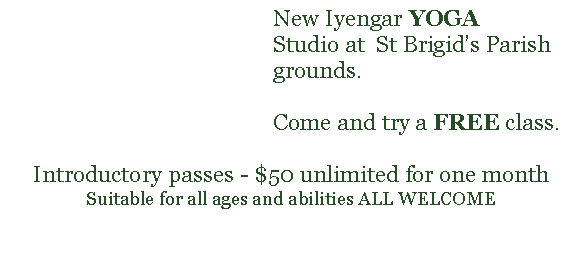 New Iyengar YOGA
Studio at  St Brigid's Parish
grounds.
Come and try a FREE class.
Introductory passes - $50 unlimited for one month
Suitable for all ages and abilities ALL WELCOME